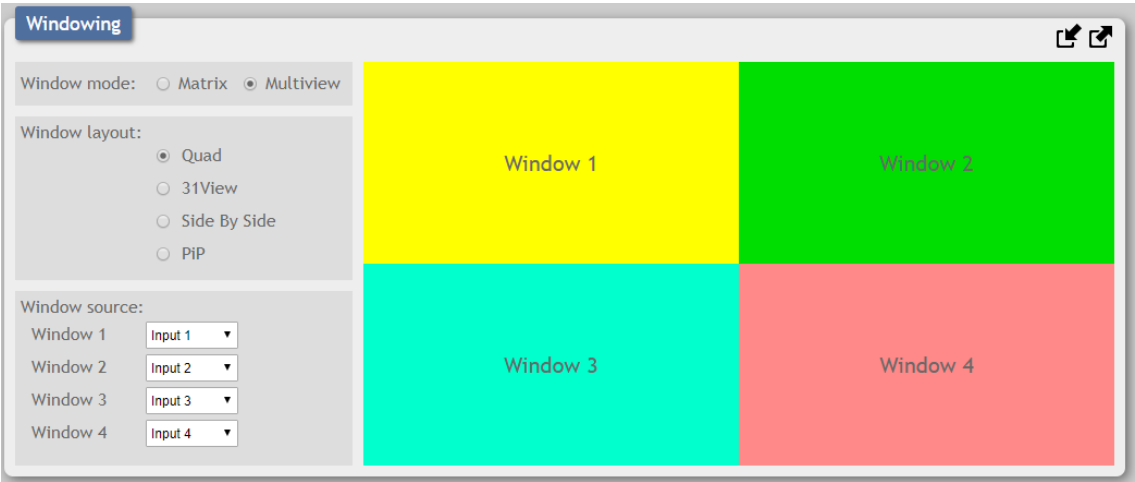 Windowing
Window mode: Matrix Multiview
Window layout:
Quad
31View
Side By Side
PiP
Window source:
Window 1 Input 1
Window 2 Input 2
Window 3 Input 3
Window 4 Input 4
Window 1 Window 2
Window 3 Window 4